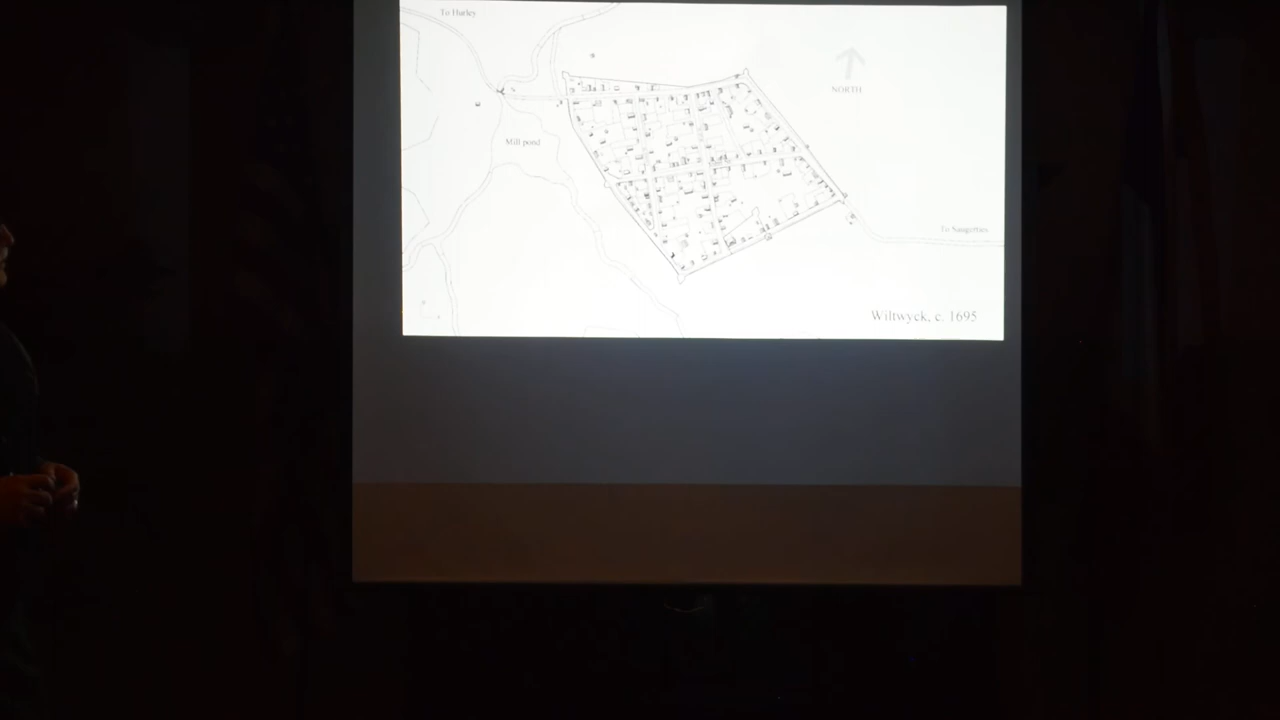 To Hurley
NORTH
Mill pond
To Saugerties
Wiltwyck, c. 1695